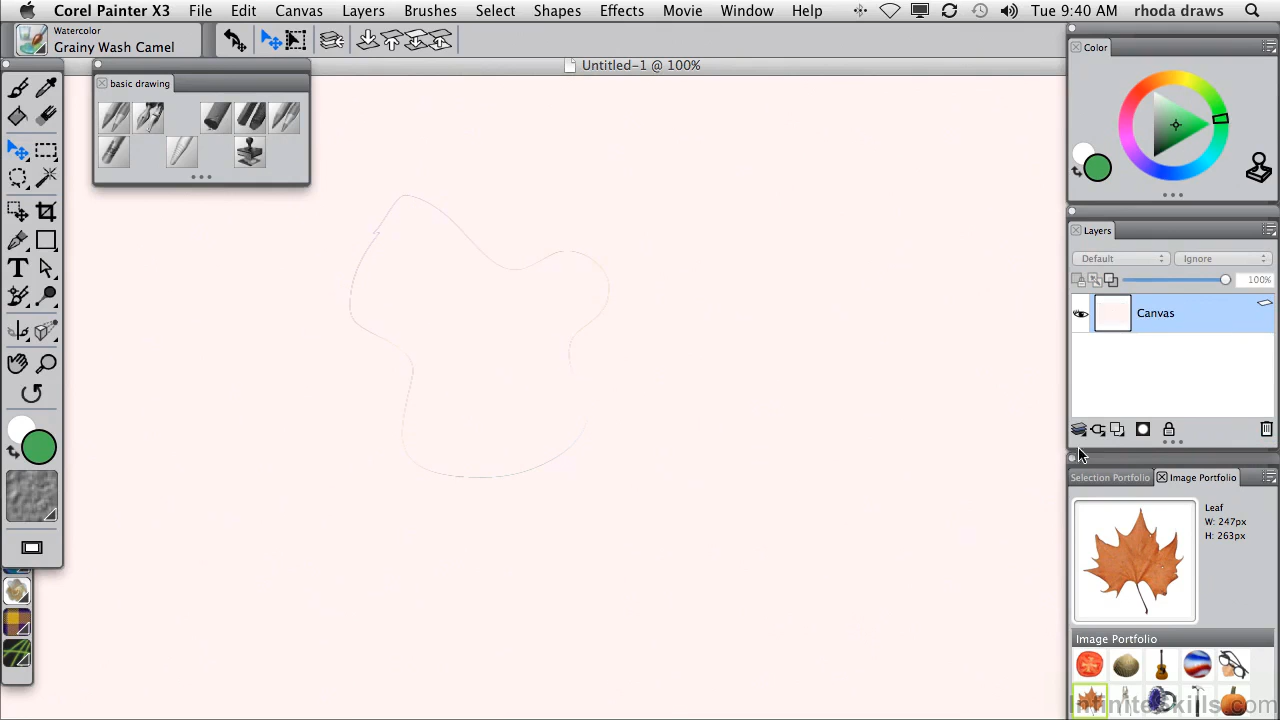 Corel Painter X3 File Edit Canvas Layers Brushes Select Shapes Effects Movie Window Help Tue 9:40 AM rhoda draws
Watercolor
Grainy Wash Camel
Untitled-1 @ 100%
basic drawing
Color
Layers
Default Ignore
100%
Canvas
Selection Portfolio Image Portfolio
Leaf
W: 247px
H: 263px
Image Portfolio
InfiniteSkills.com